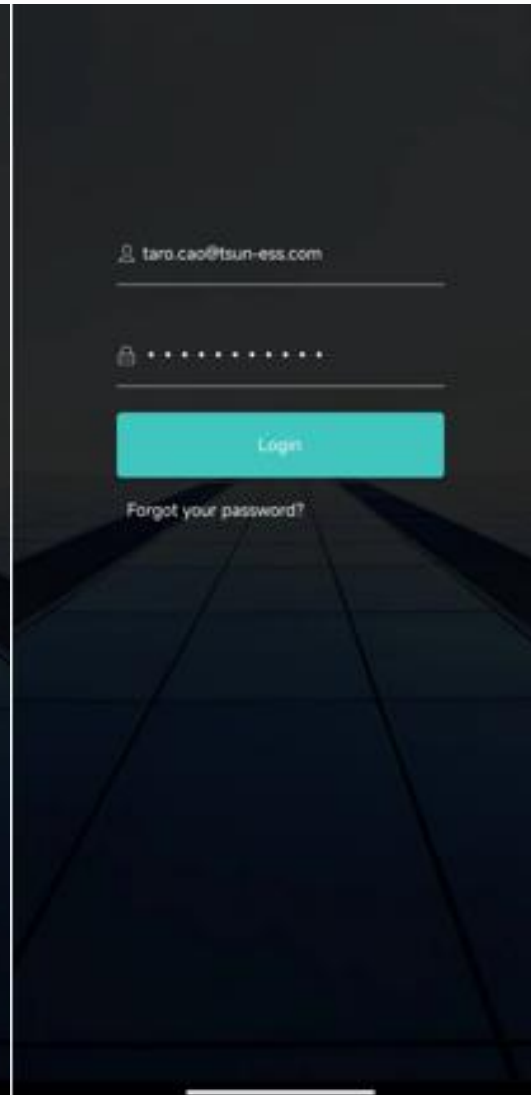 taro.cao@tsun-ess.com
• • • • • • • • • • •
Login
Forgot your password?